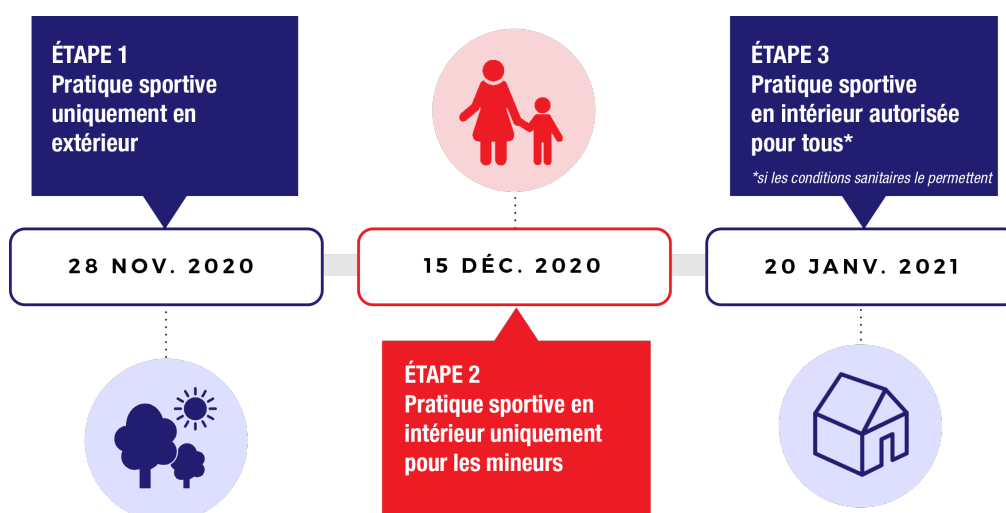 ÉTAPE 1
Pratique sportive
uniquement en
extérieur
28 NOV. 2020
15 DÉC. 2020
ÉTAPE 2
Pratique sportive en
intérieur uniquement
pour les mineurs
ÉTAPE 3
Pratique sportive
en intérieur autorisée
pour tous*
*si les conditions sanitaires le permettent
20 JANV. 2021